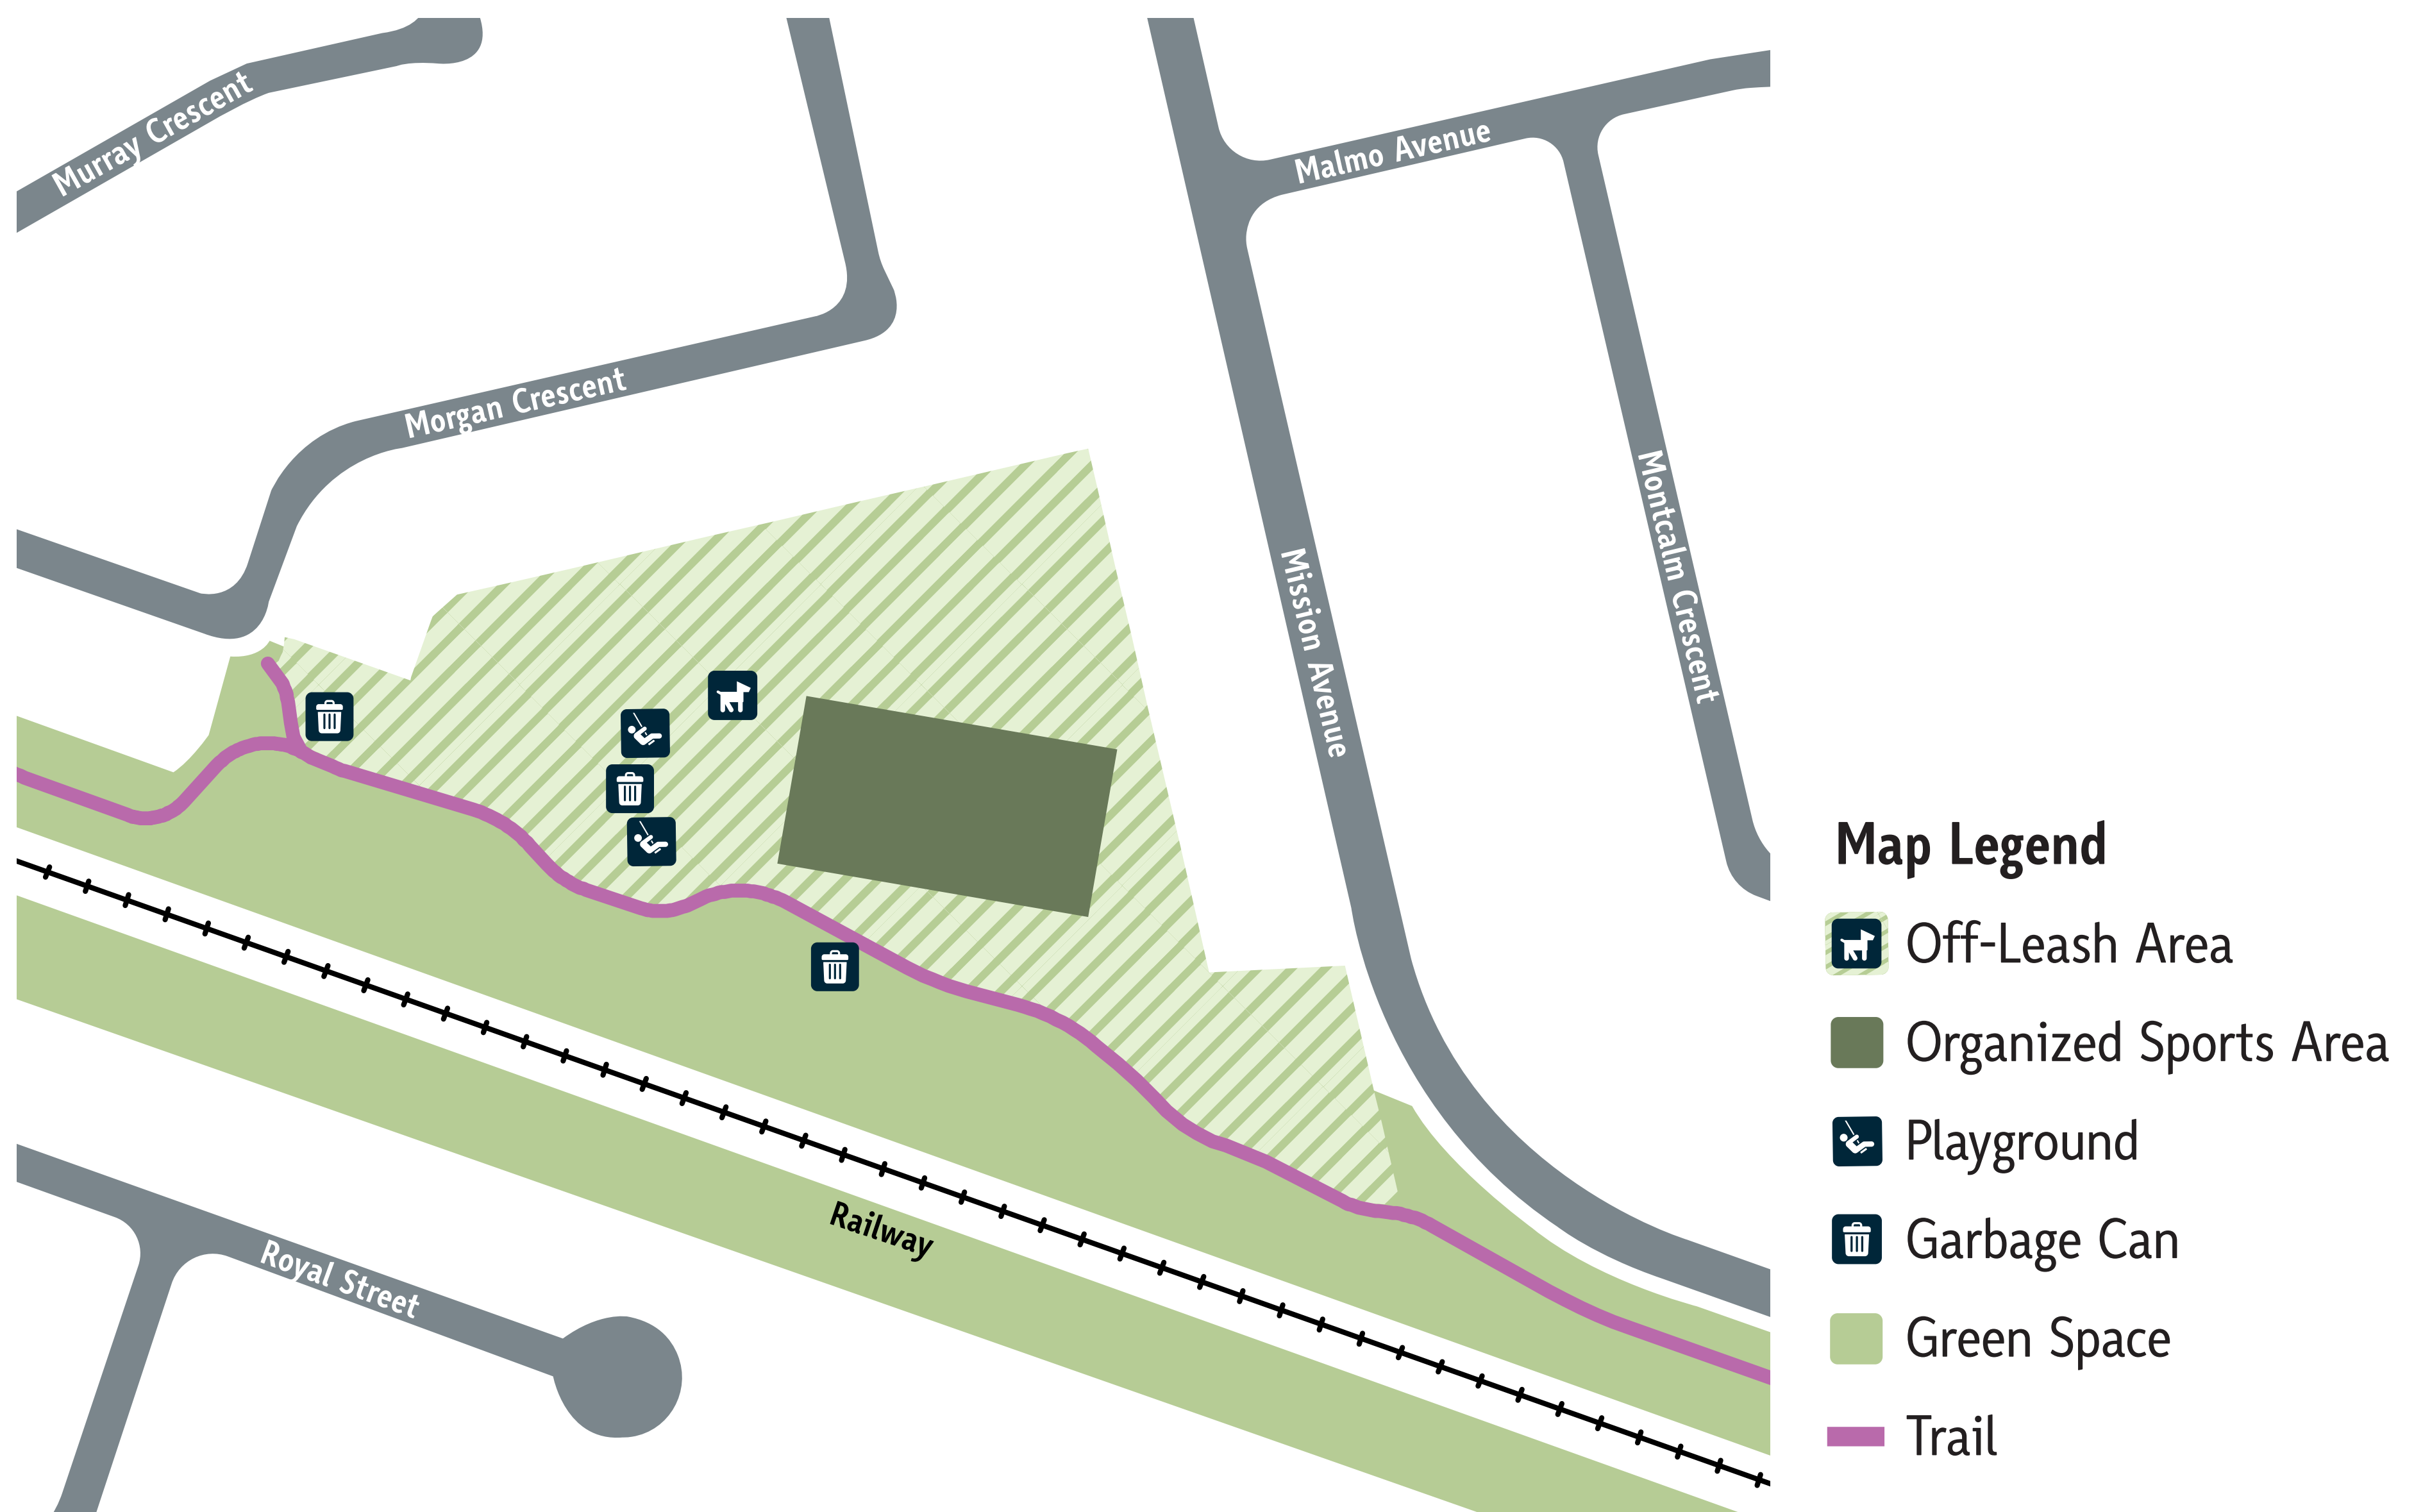 Murray Crescent
Malmo Avenue
Morgan Crescent
Montcalm Crescent
Mission Avenue
Railway
Royal Street
Map Legend
Off-Leash Area
Organized Sports Area
Playground
Garbage Can
Green Space
Trail